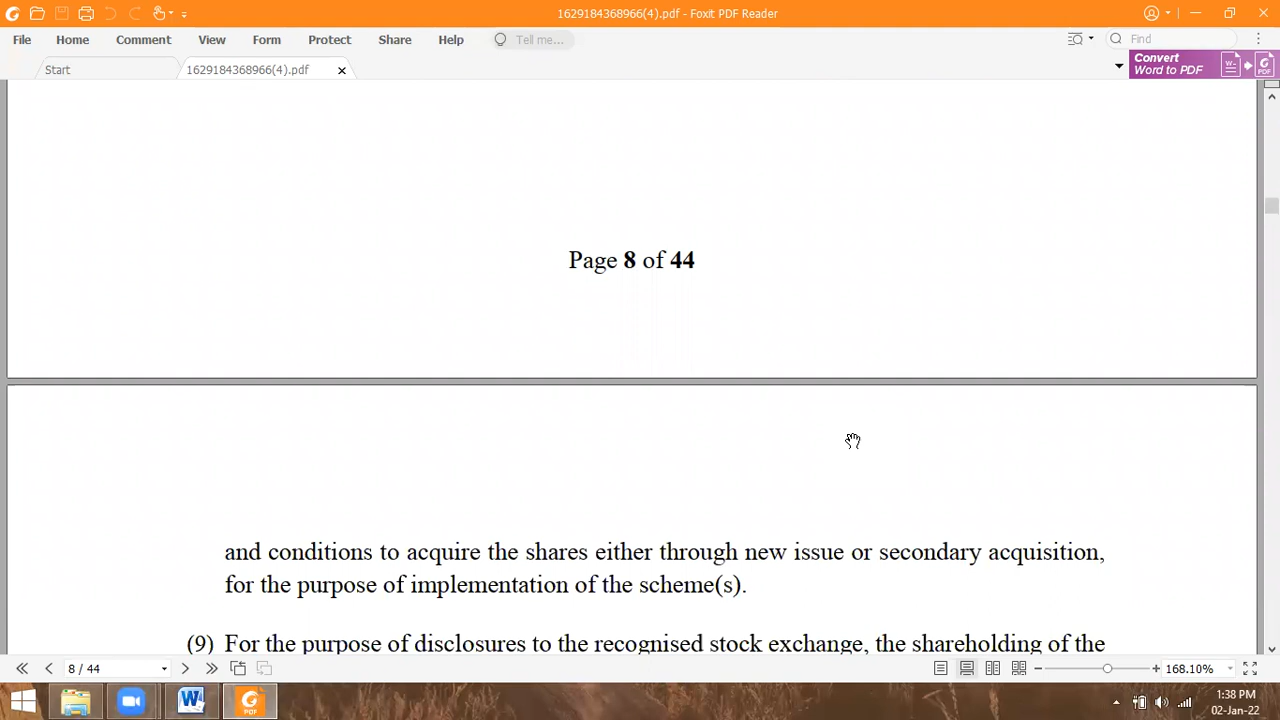 1629184368966(4).pdf - Foxit PDF Reader
File Home Comment View Form Protect Share Help Tell me... Find
Start 1629184368966(4).pdf Convert Word to PDF
Page 8 of 44
and conditions to acquire the shares either through new issue or secondary acquisition,
for the purpose of implementation of the scheme(s).
(9) For the purpose of disclosures to the recognised stock exchange, the shareholding of the
8 / 44 168.10%
1:38 PM
02-Jan-22